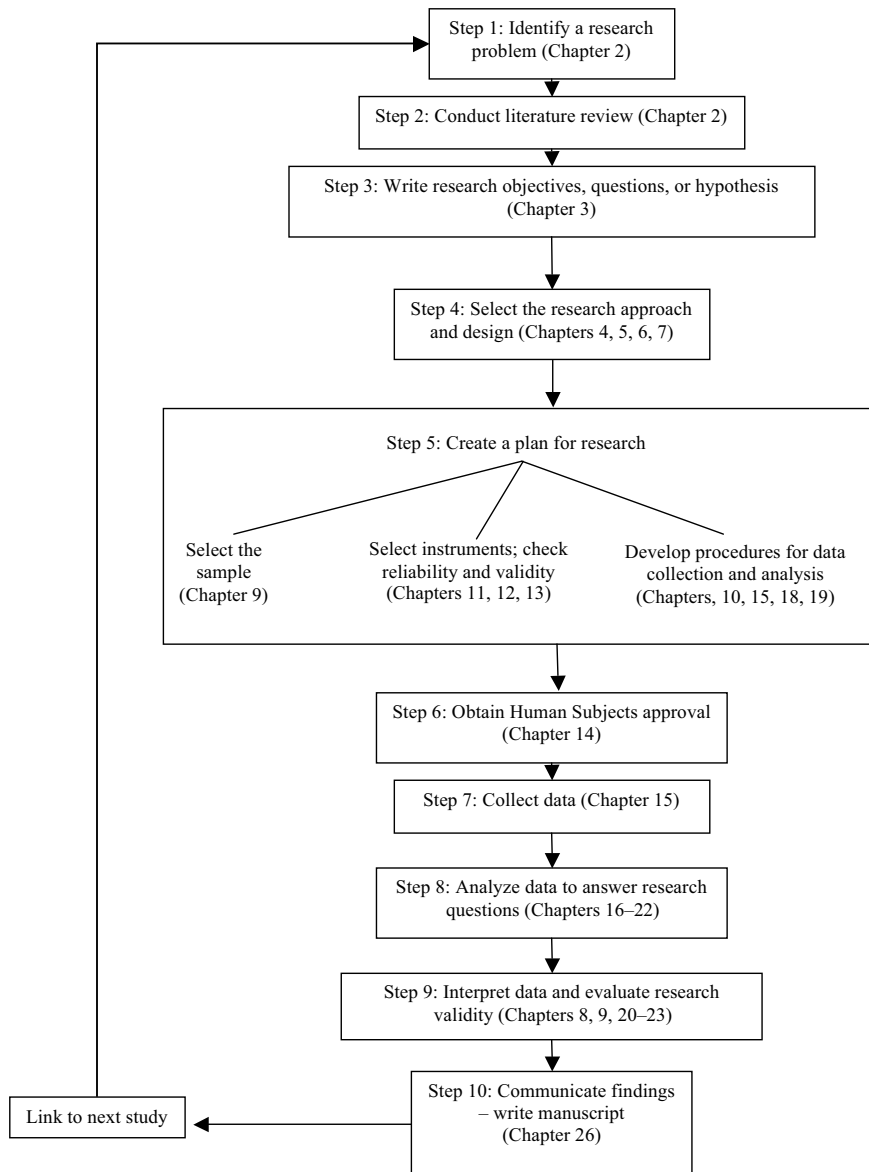 Step 1: Identify a research
problem (Chapter 2)
Step 2: Conduct literature review (Chapter 2)
Step 3: Write research objectives, questions, or hypothesis
(Chapter 3)
Step 4: Select the research approach
and design (Chapters 4, 5, 6, 7)
Step 5: Create a plan for research
Select the
sample
(Chapter 9)
Select instruments; check
reliability and validity
(Chapters 11, 12, 13)
Develop procedures for data
collection and analysis
(Chapters, 10, 15, 18, 19)
Step 6: Obtain Human Subjects approval
(Chapter 14)
Step 7: Collect data (Chapter 15)
Step 8: Analyze data to answer research
questions (Chapters 16–22)
Step 9: Interpret data and evaluate research
validity (Chapters 8, 9, 20–23)
Step 10: Communicate findings
– write manuscript
(Chapter 26)
Link to next study